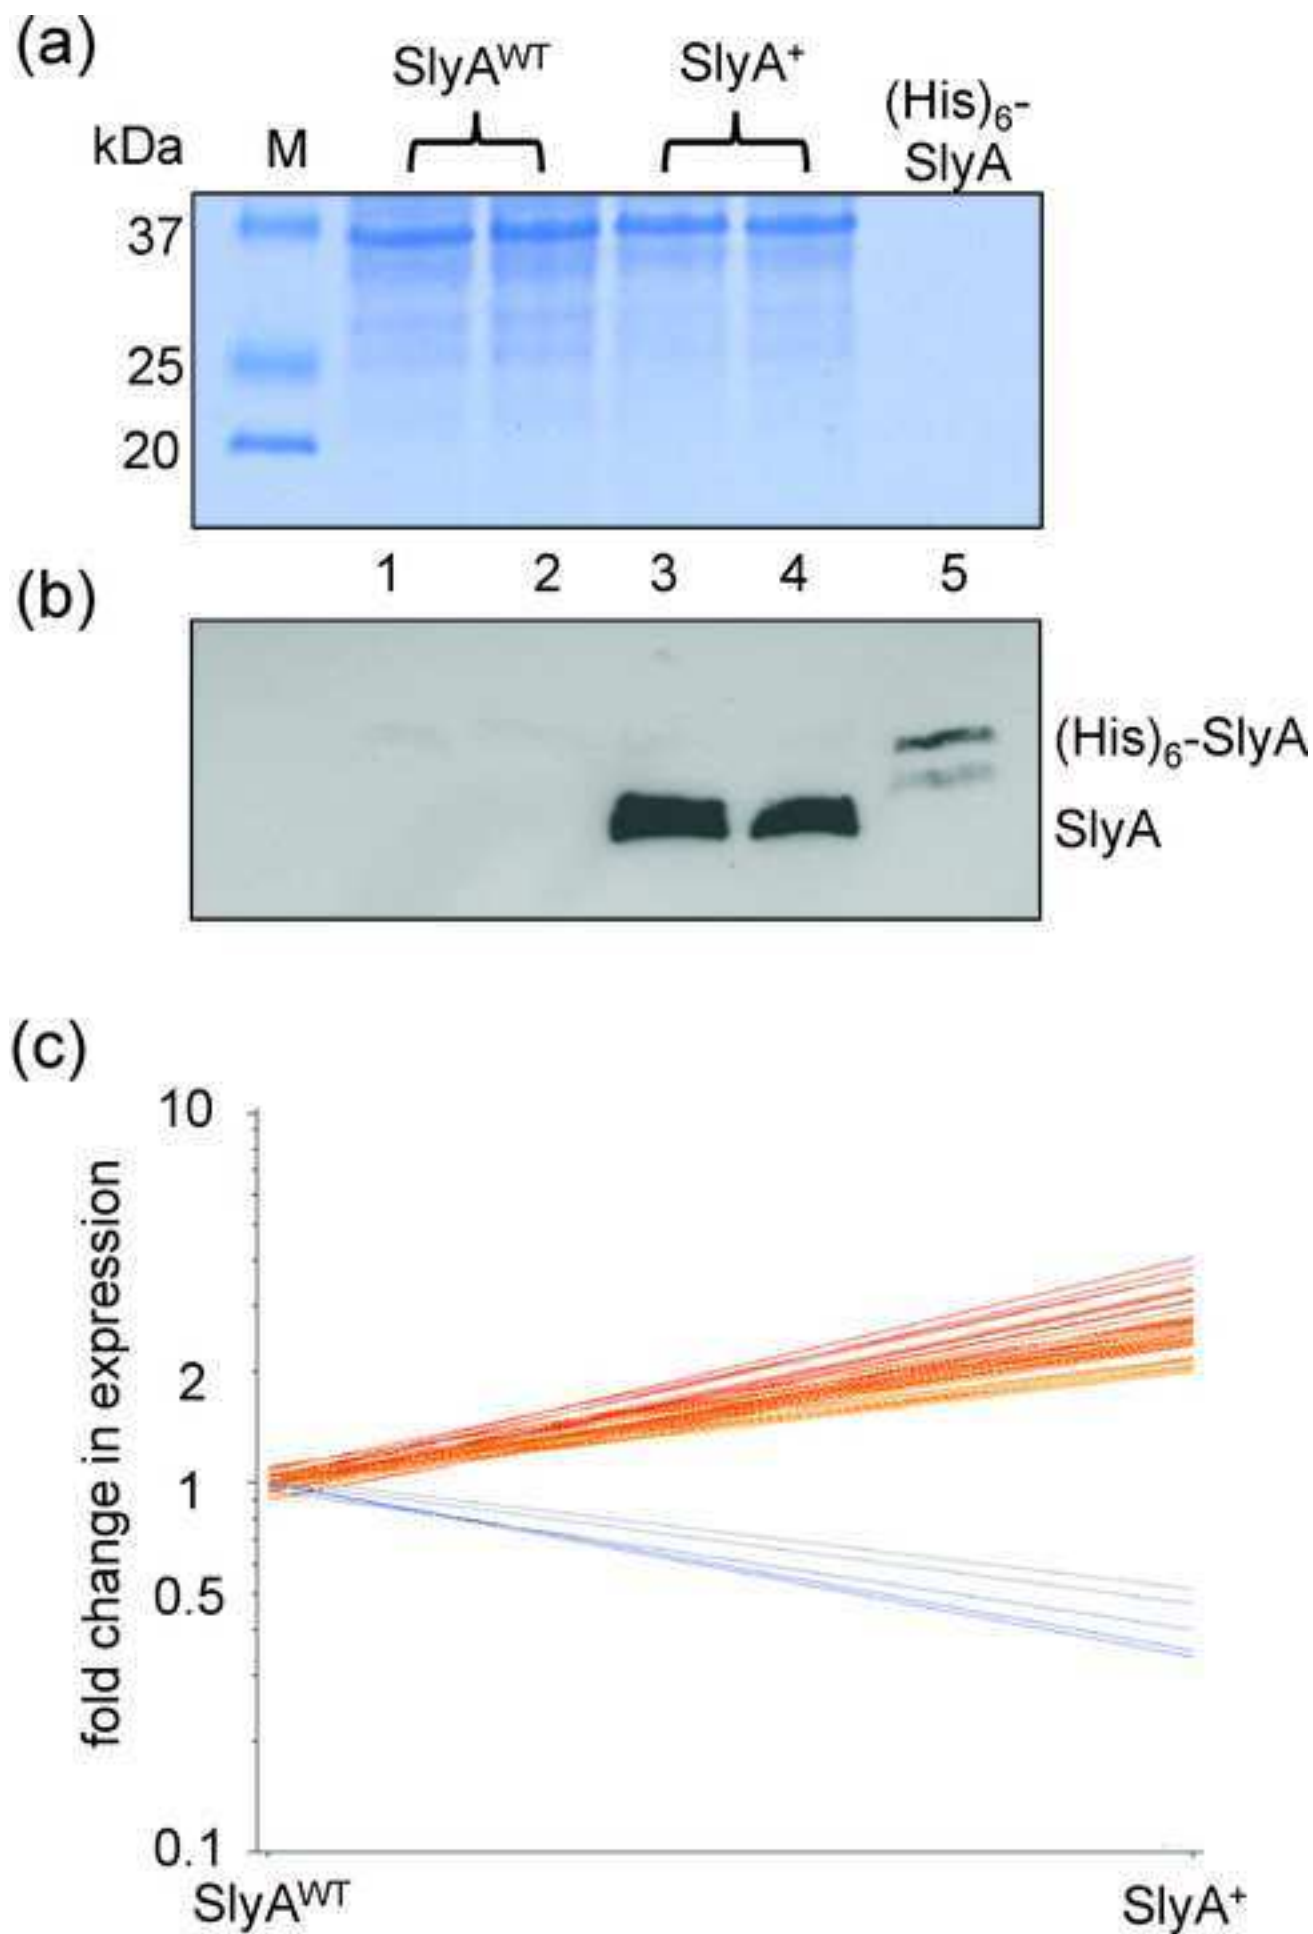 (a)
SlyAWT SlyA+ (His)6-
SlyA
kDa M
37
25
20
1 2 3 4 5
(b)
(His)6-SlyA
SlyA
(c)
fold change in expression
10
2
1
0.5
0.1
SlyAWT SlyA+